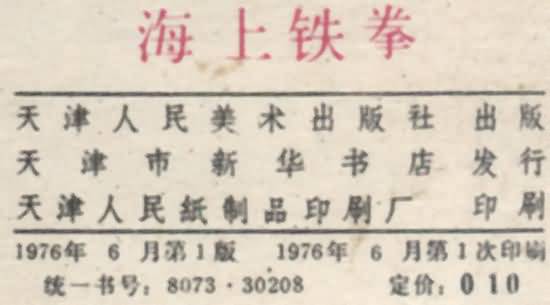 海上铁拳
天津人民美术出版社 出版
天津市新华书店 发行
天津人民纸制品印刷厂 印刷
1976年 6 月第1版 1976年 6 月第1次印刷
统一书号：8073·30208 定价：0 10